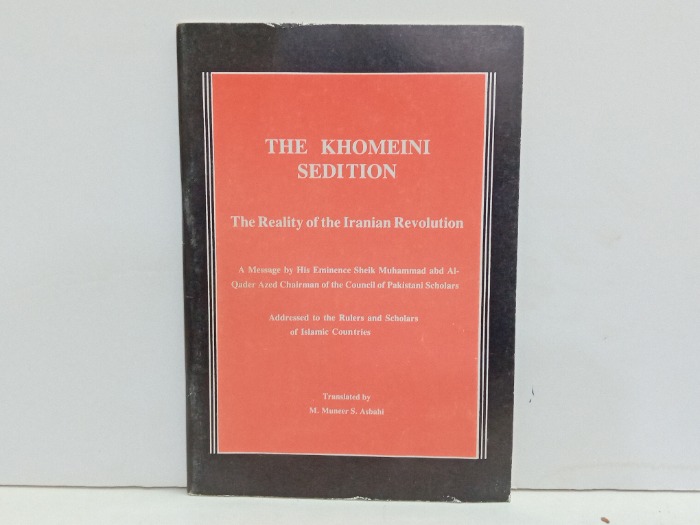 THE KHOMEINI
SEDITION
The Reality of the Iranian Revolution
A Message by His Eminence Sheik Muhammad abd Al-
Qader Azed Chairman of the Council of Pakistani Scholars
Addressed to the Rulers and Scholars
of Islamic Countries
Translated by
M. Muneer S. Asbahi